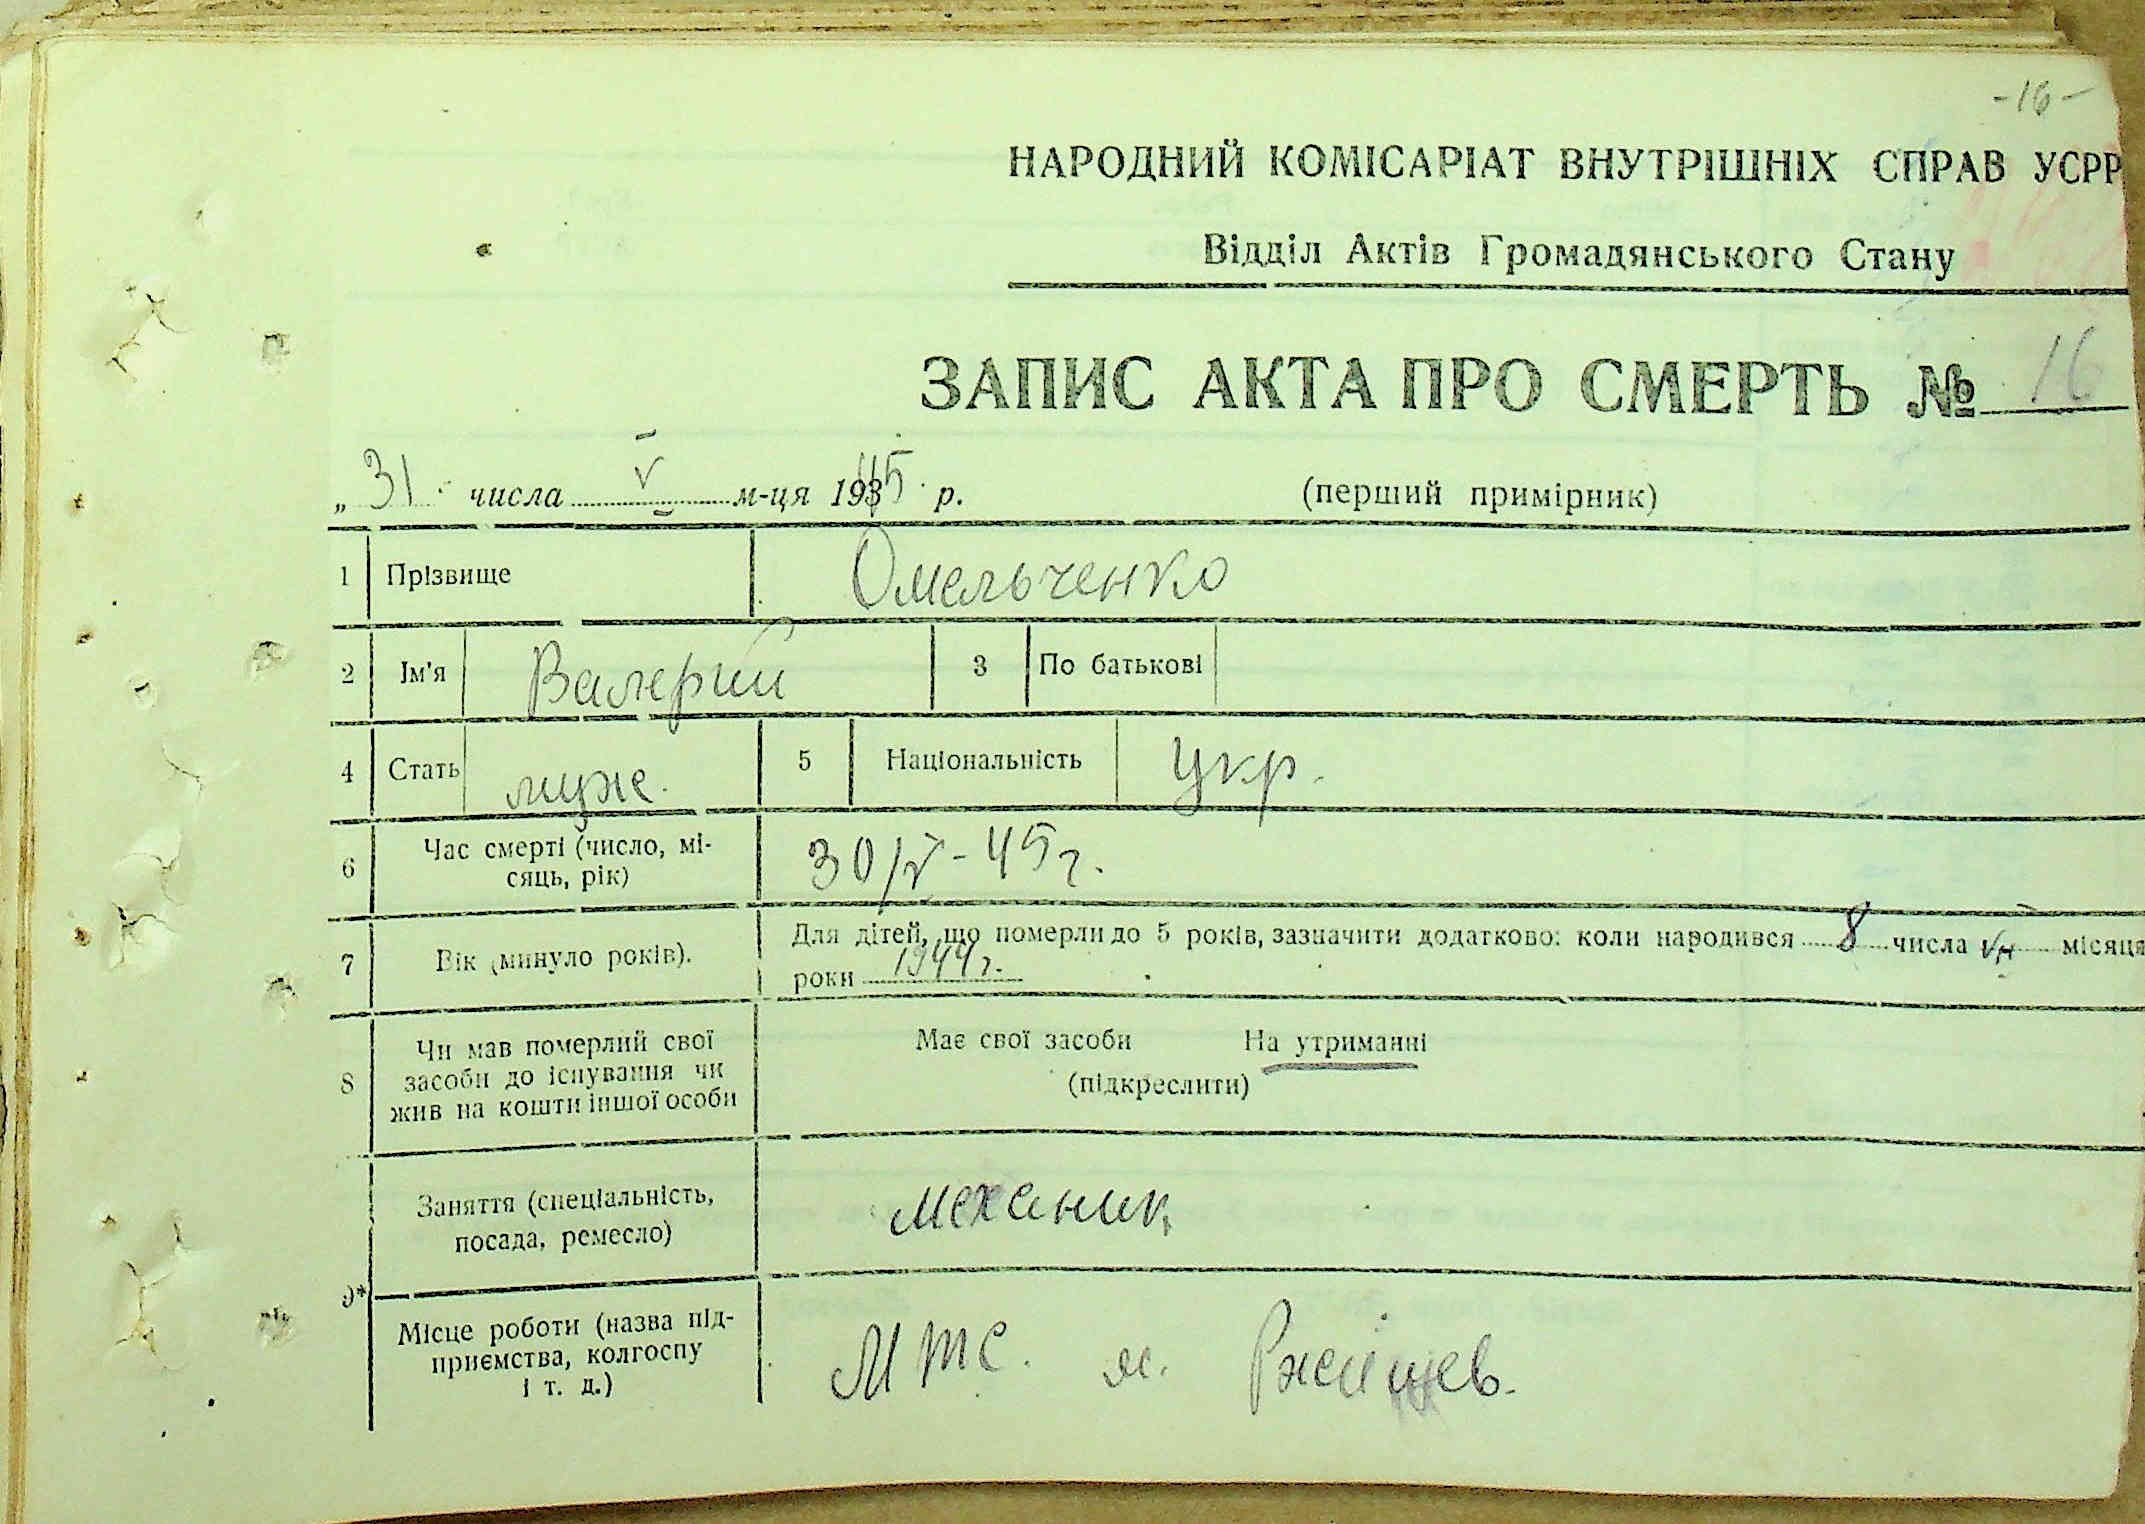 -16-
НАРОДНИЙ КОМІСАРІАТ ВНУТРІШНІХ СПРАВ УСРР
Відділ Актів Громадянського Стану
ЗАПИС АКТА ПРО СМЕРТЬ № 16
„31 числа V м-ця 1945 р. (перший примірник)
1 Прізвище Омельченко
2 Ім'я Валерий 3 По батькові
4 Стать муж. 5 Національність Укр.
6 Час смерті (число, мі-
сяць, рік) 30/V-45 г.
7 Вік (минуло років). Для дітей, що померли до 5 років, зазначити додатково: коли народився 8 числа VII місяця
роки 1944 г.
8 Чи мав померлий свої
засоби до існування чи
жив на кошти іншої особи
Має свої засоби На утриманні
(підкреслити)
9*
Заняття (спеціальність,
посада, ремесло) механик
Місце роботи (назва під-
приємства, колгоспу
і т. д.) МТС. м. Ржищев.